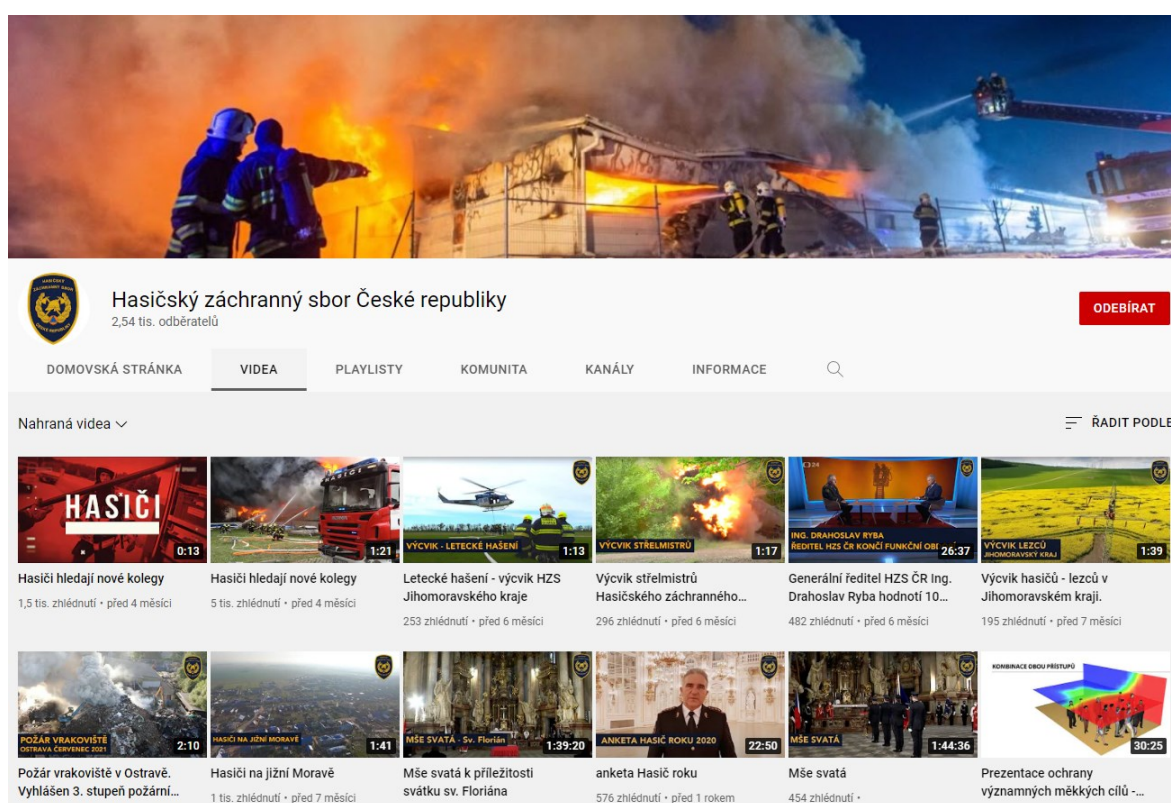 HASIČSKÝ
ZÁCHRANNÝ SBOR
ČESKÉ REPUBLIKY
Hasičský záchranný sbor České republiky
2,54 tis. odběratelů
ODEBÍRAT
DOMOVSKÁ STRÁNKA VIDEA PLAYLISTY KOMUNITA KANÁLY INFORMACE
Nahraná videa
ŘADIT PODLE
HASIČI
0:13
Hasiči hledají nové kolegy
1,5 tis. zhlédnutí • před 4 měsíci
1:21
Hasiči hledají nové kolegy
5 tis. zhlédnutí • před 4 měsíci
VÝCVIK - LETECKÉ HAŠENÍ
1:13
Letecké hašení - výcvik HZS
Jihomoravského kraje
253 zhlédnutí • před 6 měsíci
VÝCVIK STŘELMISTRŮ
1:17
Výcvik střelmistrů
Hasičského záchranného...
296 zhlédnutí • před 6 měsíci
24
ING. DRAHOSLAV RYBA
ŘEDITEL HZS ČR KONČÍ FUNKČNÍ OB
26:37
Generální ředitel HZS ČR Ing.
Drahoslav Ryba hodnotí 10...
482 zhlédnutí • před 6 měsíci
VÝCVIK LEZCŮ
JIHOMORAVSKÝ KRAJ
1:39
Výcvik hasičů - lezců v
Jihomoravském kraji.
195 zhlédnutí • před 7 měsíci
POŽÁR VRAKOVIŠTĚ
OSTRAVA ČERVENEC 2021
2:10
Požár vrakoviště v Ostravě.
Vyhlášen 3. stupeň požární...
HASIČI NA JIŽNÍ MORAVĚ
1:41
Hasiči na jižní Moravě
1 tis. zhlédnutí • před 7 měsíci
MŠE SVATÁ - Sv. Florián
1:39:20
Mše svatá k příležitosti
svátku sv. Floriána
ANKETA HASIČ ROKU 2020
22:50
anketa Hasič roku
576 zhlédnutí • před 1 rokem
MŠE SVATÁ
1:44:36
Mše svatá
454 zhlédnutí •
KOMBINACE DBOU PŘÍSTUPŮ
30:25
Prezentace ochrany
významných měkkých cílů -...